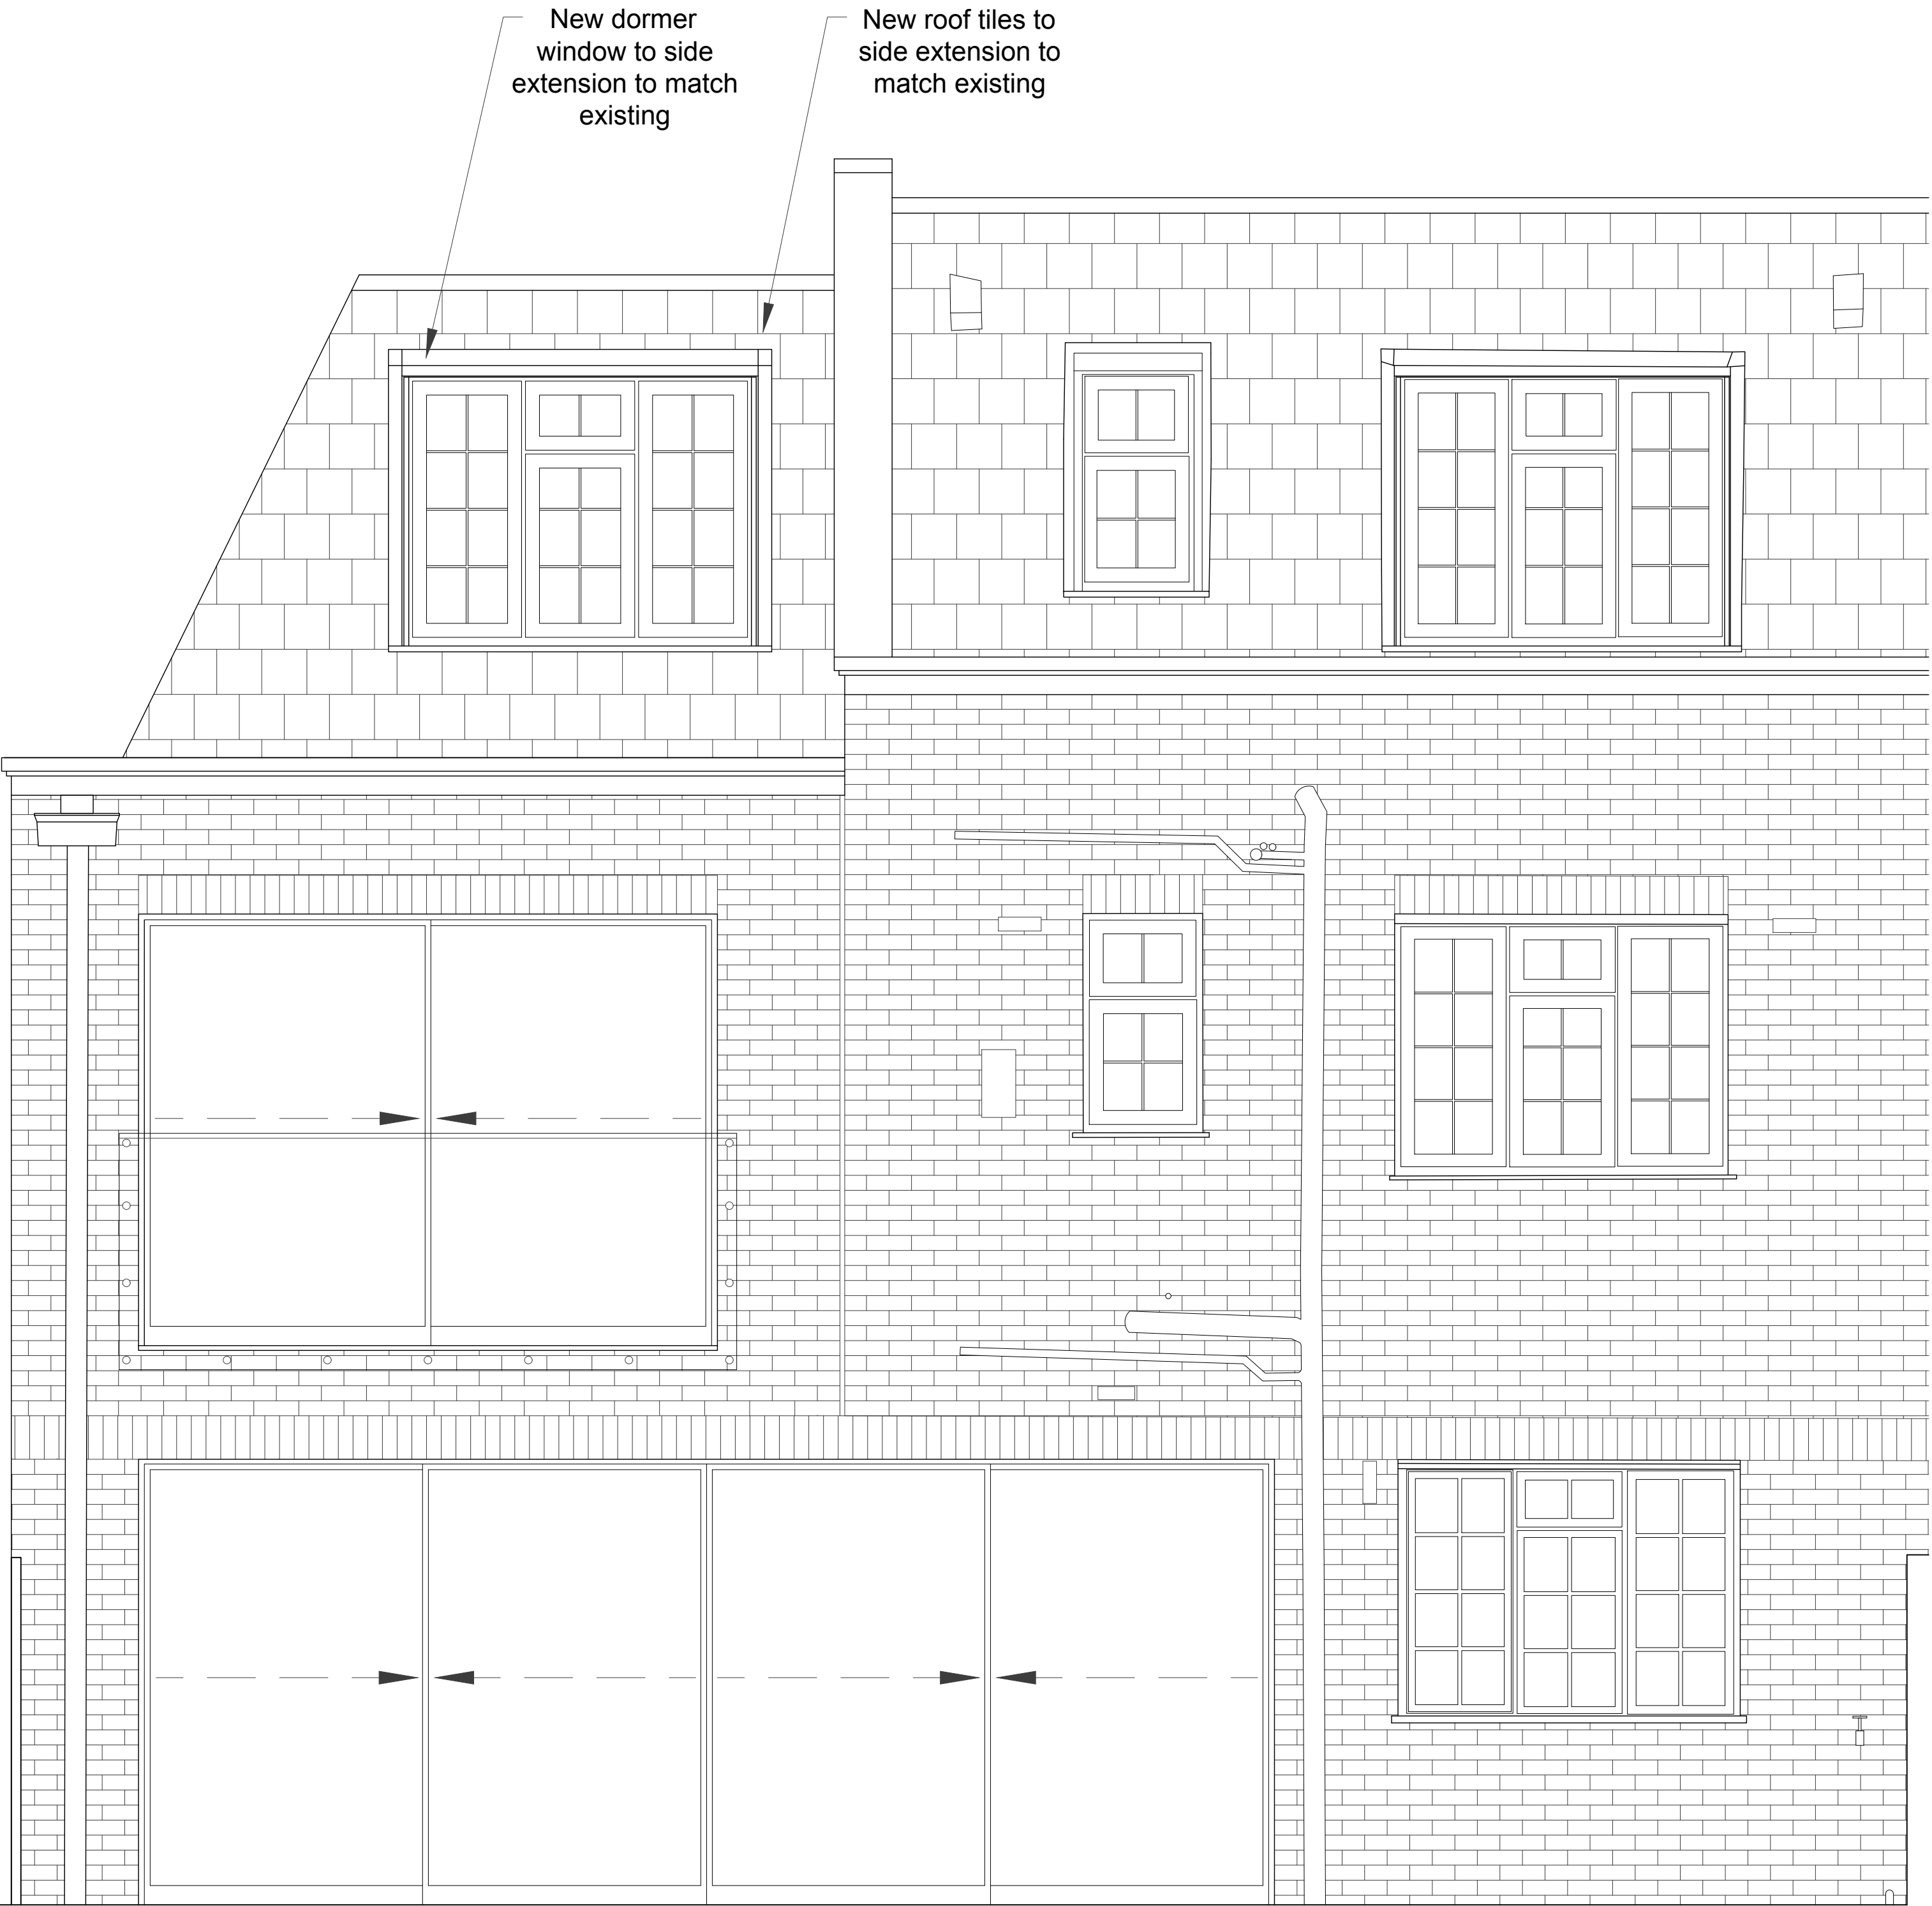 New dormer
window to side
extension to match
existing
New roof tiles to
side extension to
match existing